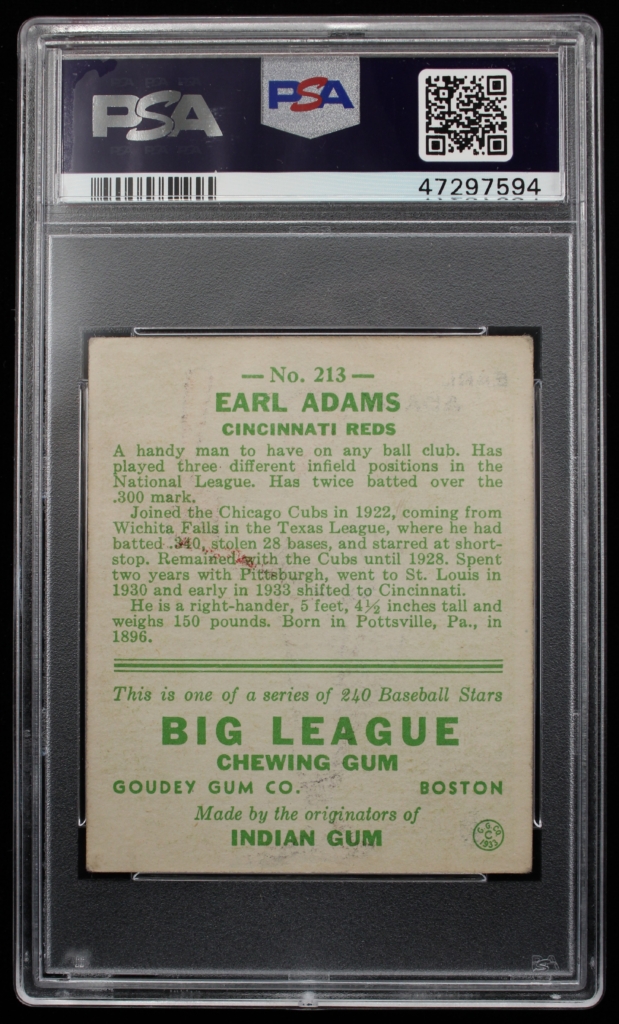 PSA
PSA
47297594
— No. 213 —
EARL ADAMS
CINCINNATI REDS
A handy man to have on any ball club. Has
played three different infield positions in the
National League. Has twice batted over the
.300 mark.
Joined the Chicago Cubs in 1922, coming from
Wichita Falls in the Texas League, where he had
batted .340, stolen 28 bases, and starred at short-
stop. Remained with the Cubs until 1928. Spent
two years with Pittsburgh, went to St. Louis in
1930 and early in 1933 shifted to Cincinnati.
He is a right-hander, 5 feet, 4½ inches tall and
weighs 150 pounds. Born in Pottsville, Pa., in
1896.
This is one of a series of 240 Baseball Stars
BIG LEAGUE
CHEWING GUM
GOUDEY GUM CO. BOSTON
Made by the originators of
INDIAN GUM
G.G.CO.
C
1933